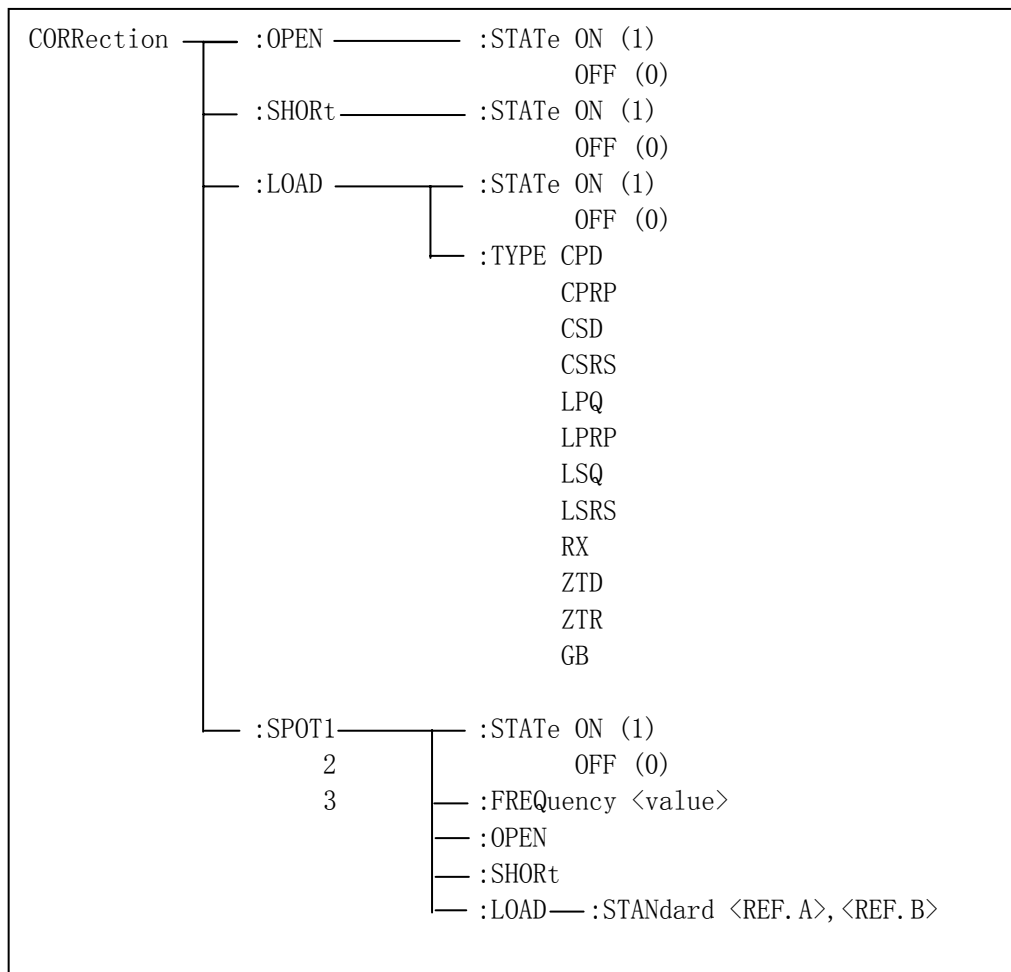 CORRection :OPEN :STATe ON (1)
OFF (0)
:SHORt :STATe ON (1)
OFF (0)
:LOAD :STATe ON (1)
OFF (0)
:TYPE CPD
CPRP
CSD
CSRS
LPQ
LPRP
LSQ
LSRS
RX
ZTD
ZTR
GB
:SPOT1 :STATe ON (1)
2 OFF (0)
3 :FREQuency <value>
:OPEN
:SHORt
:LOAD :STANdard <REF.A>,<REF.B>